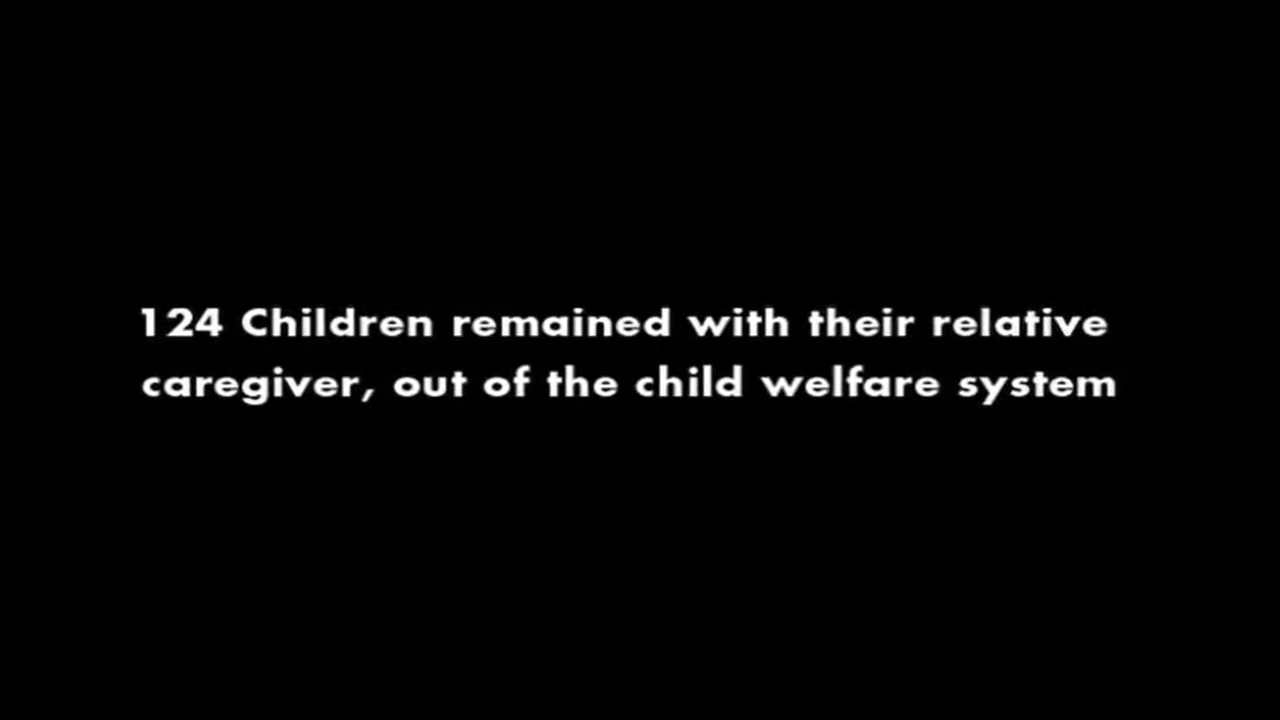 124 Children remained with their relative
caregiver, out of the child welfare system